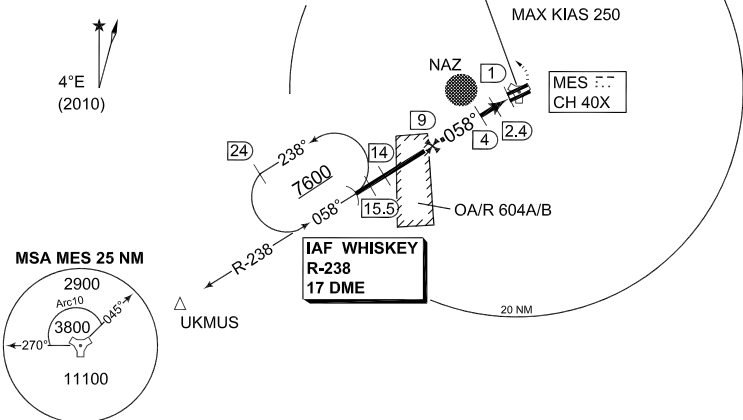 MAX KIAS 250
4°E
(2010)
NAZ
1
MES
CH 40X
9
058°
4
2.4
24
238°
14
7600
058°
15.5
OA/R 604A/B
IAF WHISKEY
R-238
17 DME
R-238
MSA MES 25 NM
2900
Arc10
3800
045°
270°
11100
UKMUS
20 NM